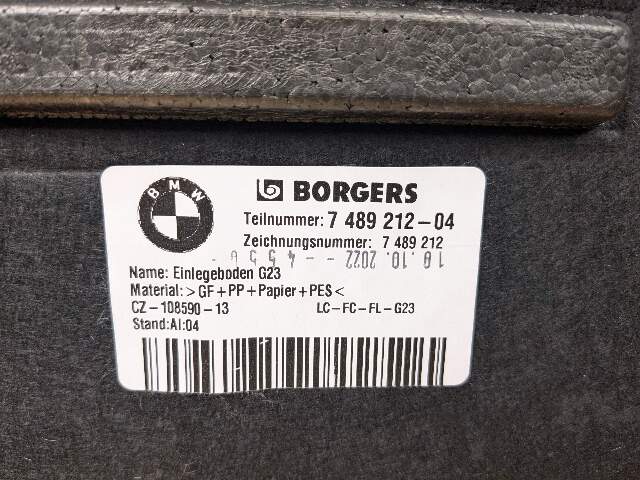 BMW
BORGERS
Teilnummer: 7 489 212-04
Zeichnungsnummer: 7 489 212
10.10.2022
Name: Einlegeboden G23
Material: >GF+PP+Papier+PES<
CZ-108590-13 LC-FC-FL-G23
Stand:AI:04